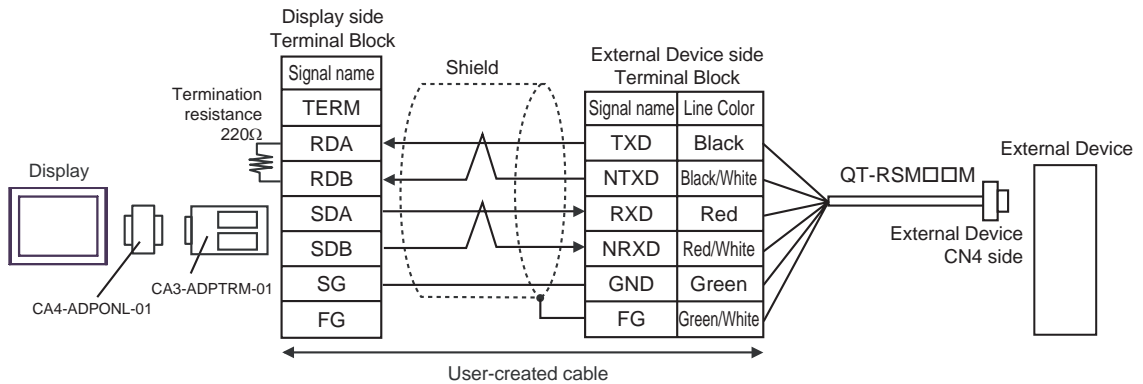 Display side
Terminal Block
Signal name
TERM
RDA
RDB
SDA
SDB
SG
FG
Termination
resistance
220Ω
Display
CA4-ADPONL-01
CA3-ADPTRM-01
Shield
External Device side
Terminal Block
Signal name Line Color
TXD Black
NTXD Black/White
RXD Red
NRXD Red/White
GND Green
FG Green/White
QT-RSM□□M
External Device
CN4 side
External Device
User-created cable